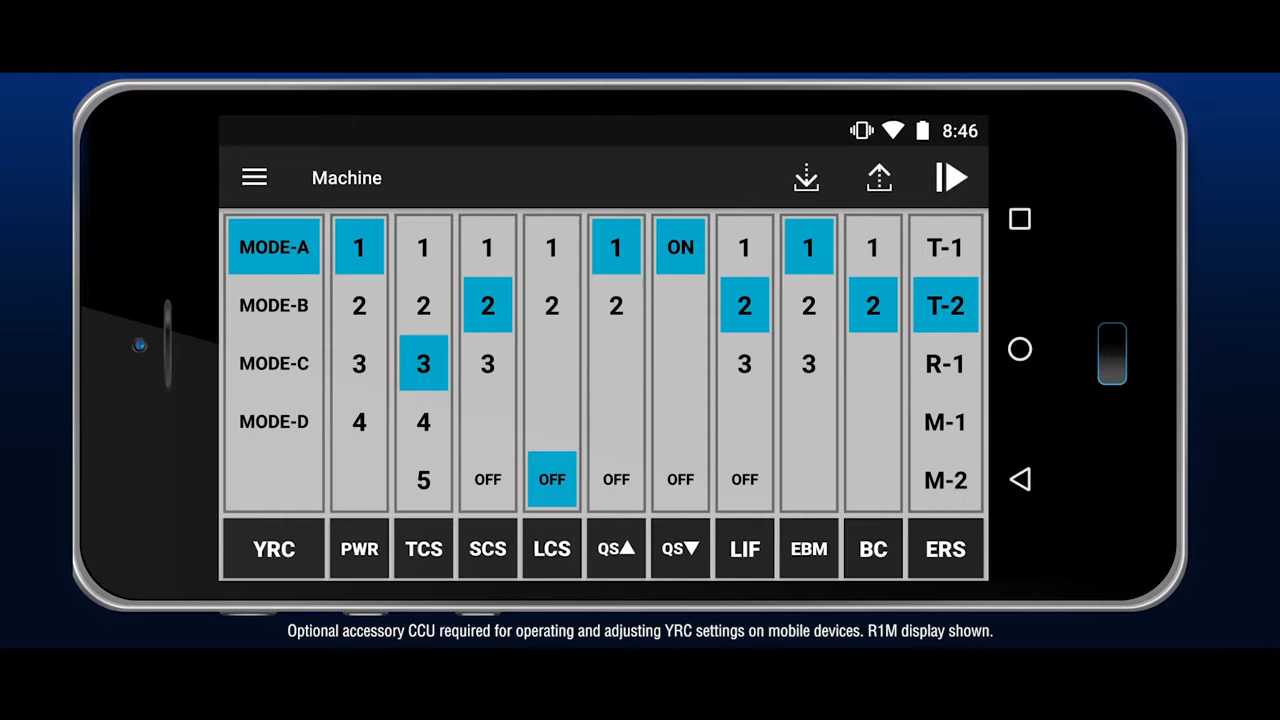 8:46
Machine
MODE-A 1 1 1 1 1 ON 1 1 1 T-1
MODE-B 2 2 2 2 2 2 2 2 T-2
MODE-C 3 3 3 3 3 R-1
MODE-D 4 4 M-1
5 OFF OFF OFF OFF OFF M-2
YRC PWR TCS SCS LCS QS▲ QS▼ LIF EBM BC ERS
Optional accessory CCU required for operating and adjusting YRC settings on mobile devices. R1M display shown.